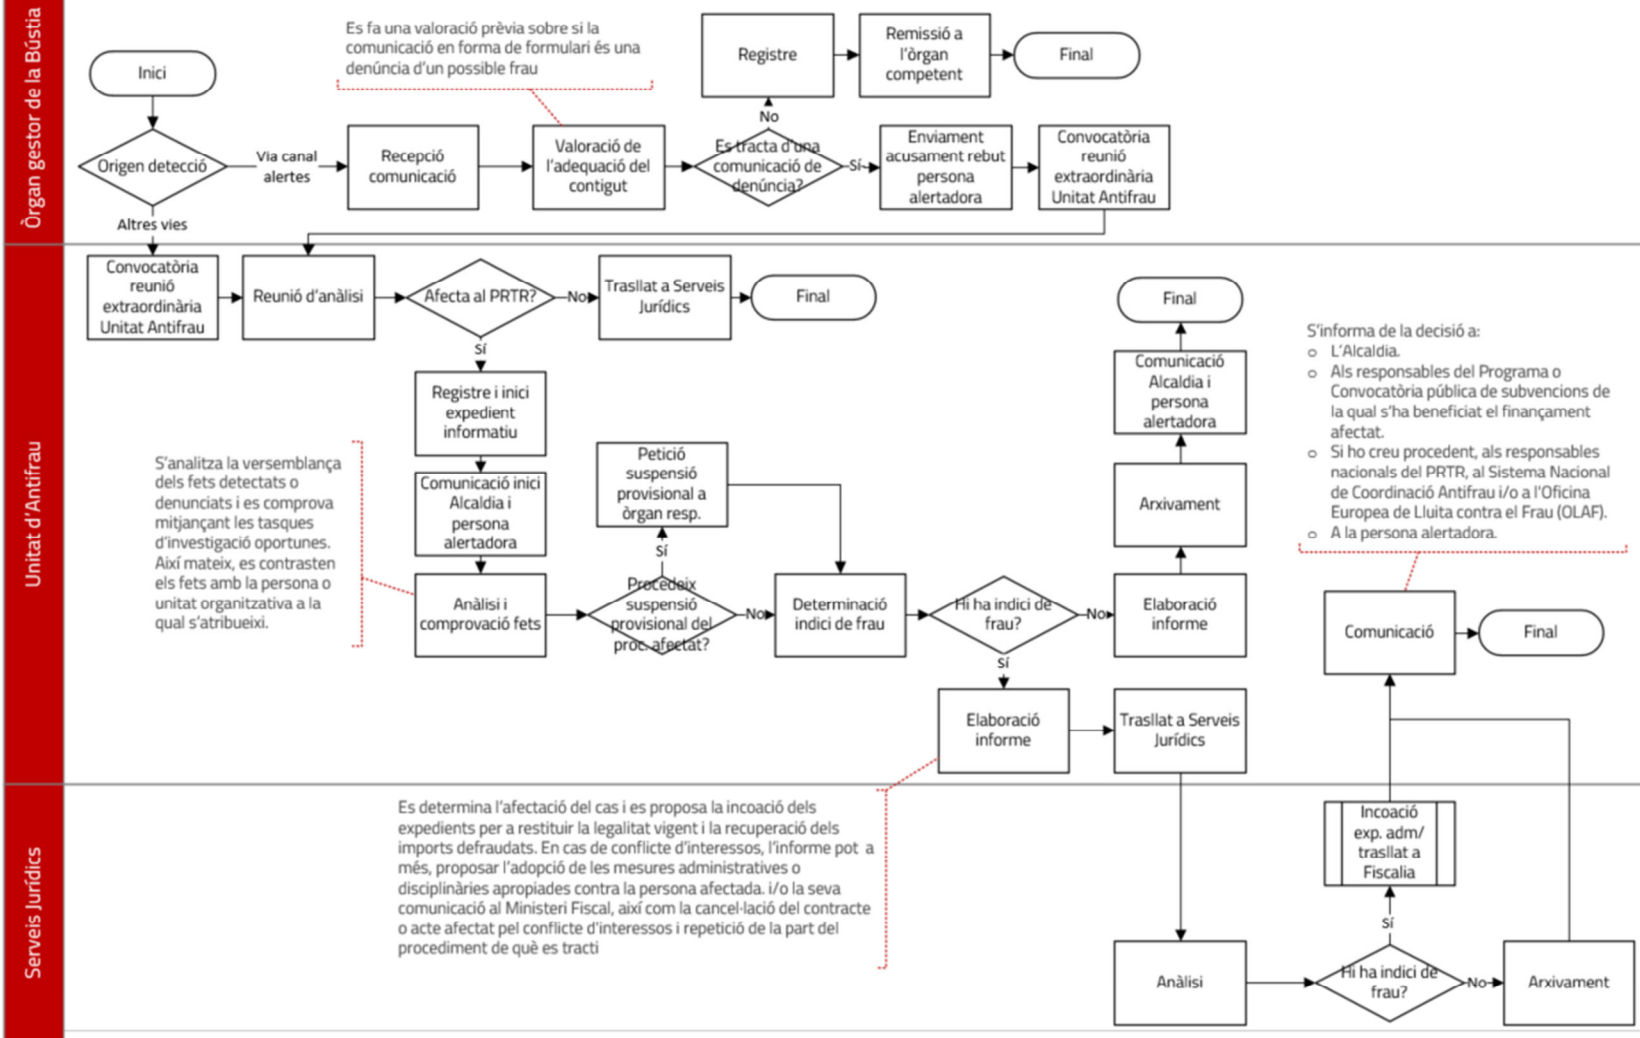 Òrgan gestor de la Bústia
Inici
Origen detecció
Via canal
alertes
Altres vies
Recepció
comunicació
Es fa una valoració prèvia sobre si la
comunicació en forma de formulari és una
denúncia d'un possible frau
Valoració de
l'adequació del
contigut
Es tracta d'una
comunicació de
denúncia?
No
Registre
Remissió a
l'òrgan
competent
Final
Sí
Enviament
acusament rebut
persona
alertadora
Convocatòria
reunió
extraordinària
Unitat Antifrau
Unitat d'Antifrau
Convocatòria
reunió
extraordinària
Unitat Antifrau
Reunió d'anàlisi
Afecta al PRTR?
No
Trasllat a Serveis
Jurídics
Final
Sí
Registre i inici
expedient
informatiu
Comunicació inici
Alcaldia i
persona
alertadora
S'analitza la versemblança
dels fets detectats o
denunciats i es comprova
mitjançant les tasques
d'investigació oportunes.
Així mateix, es contrasten
els fets amb la persona o
unitat organitzativa a la
qual s'atribueixi.
Anàlisi i
comprovació fets
Procedeix
suspensió
provisional del
proc. afectat?
Sí
Petició
suspensió
provisional a
òrgan resp.
No
Determinació
indici de frau
Hi ha indici de
frau?
No
Elaboració
informe
Arxivament
Comunicació
Alcaldia i
persona
alertadora
Final
sí
Elaboració
informe
Trasllat a Serveis
Jurídics
S'informa de la decisió a:
o L'Alcaldia.
o Als responsables del Programa o
Convocatòria pública de subvencions de
la qual s'ha beneficiat el finançament
afectat.
o Si ho creu procedent, als responsables
nacionals del PRTR, al Sistema Nacional
de Coordinació Antifrau i/o a l'Oficina
Europea de Lluita contra el Frau (OLAF).
o A la persona alertadora.
Comunicació
Final
Serveis Jurídics
Es determina l'afectació del cas i es proposa la incoació dels
expedients per a restituir la legalitat vigent i la recuperació dels
imports defraudats. En cas de conflicte d'interessos, l'informe pot a
més, proposar l'adopció de les mesures administratives o
disciplinàries apropiades contra la persona afectada. i/o la seva
comunicació al Ministeri Fiscal, així com la cancel·lació del contracte
o acte afectat pel conflicte d'interessos i repetició de la part del
procediment de què es tracti
Anàlisi
Hi ha indici de
frau?
Sí
Incoació
exp. adm/
trasllat a
Fiscalia
No
Arxivament